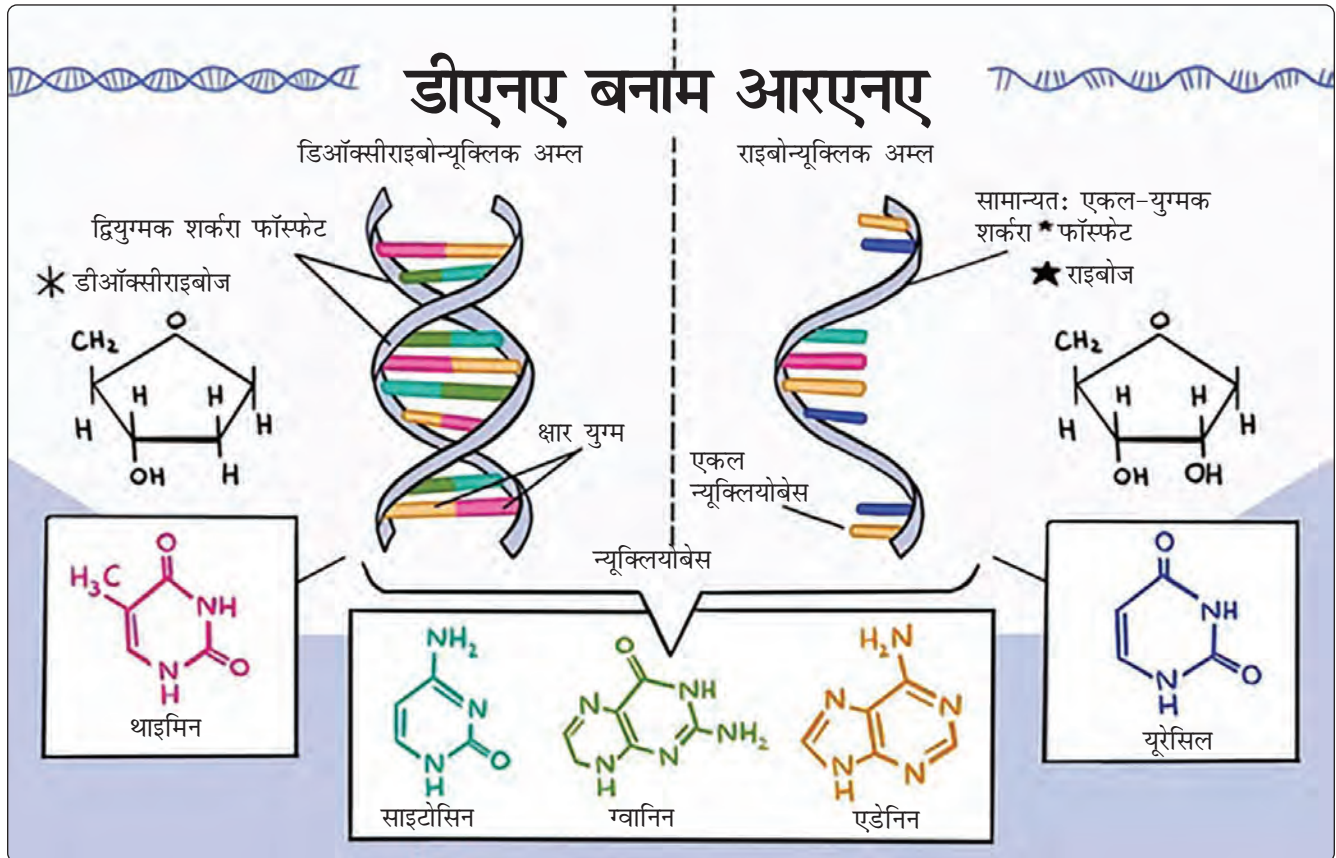 डीएनए बनाम आरएनए
डिऑक्सीराइबोन्यूक्लिक अम्ल
राइबोन्यूक्लिक अम्ल
द्वियुग्मक शर्करा फॉस्फेट
* डीऑक्सीराइबोज
सामान्यत: एकल-युग्मक
शर्करा * फॉस्फेट
★ राइबोज
O
CH₂
H H
H H
OH H
O
CH₂
H H
H H
OH OH
क्षार युग्म
एकल
न्यूक्लियोबेस
न्यूक्लियोबेस
O
H₃C
NH
N
H
O
थाइमिन
NH₂
N
N
H
O
साइटोसिन
O
N
NH
N
H
N
NH₂
ग्वानिन
H₂N
N
N
N
H
N
एडेनिन
O
NH
N
H
O
यूरेसिल